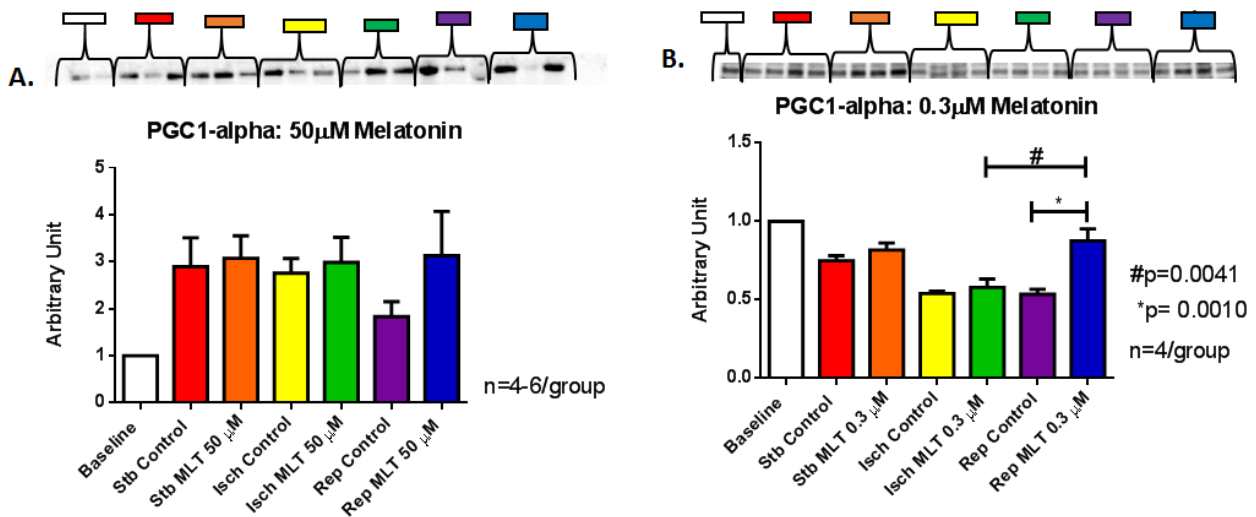 A.
PGC1-alpha: 50μM Melatonin
Arbitrary Unit
5
4
3
2
1
0
Baseline
Stb Control
Stb MLT 50 μM
Isch Control
Isch MLT 50 μM
Rep Control
Rep MLT 50 μM
n=4-6/group
B.
PGC1-alpha: 0.3μM Melatonin
Arbitrary Unit
1.5
1.0
0.5
0.0
#
*
Baseline
Stb Control
Stb MLT 0.3 μM
Isch Control
Isch MLT 0.3 μM
Rep Control
Rep MLT 0.3 μM
#p=0.0041
*p= 0.0010
n=4/group